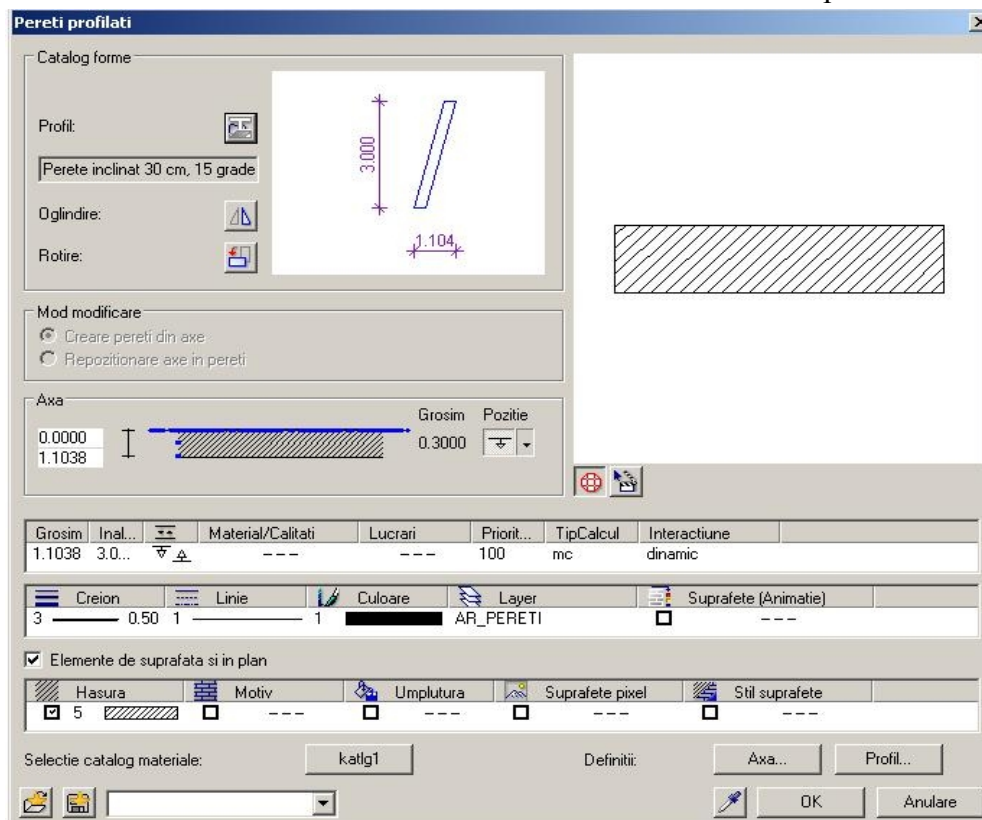 Pereti profilati
Catalog forme
Profil:
Perete inclinat 30 cm, 15 grade
Oglindire:
Rotire:
3.000
1.104
Mod modificare
Creare pereti din axe
Repozitionare axe in pereti
Axa
Grosim Pozitie
0.0000
1.1038
0.3000
Grosim Inal... Material/Calitati Lucrari Priorit... TipCalcul Interactiune
1.1038 3.0... --- --- 100 mc dinamic
Creion Linie Culoare Layer Suprafete (Animatie)
3 0.50 1 1 AR_PERETI ---
Elemente de suprafata si in plan
Hasura Motiv Umplutura Suprafete pixel Stil suprafete
5 --- --- --- ---
Selectie catalog materiale: katlg1 Definitii: Axa... Profil...
OK Anulare